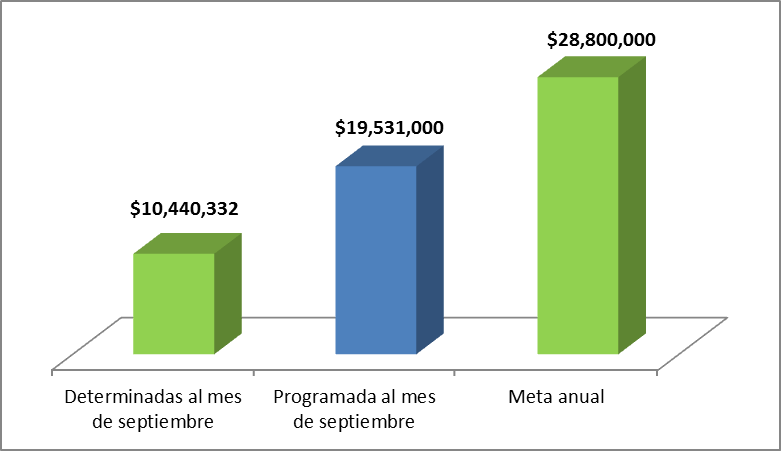 $28,800,000
$19,531,000
$10,440,332
Determinadas al mes
de septiembre
Programada al mes
de septiembre
Meta anual